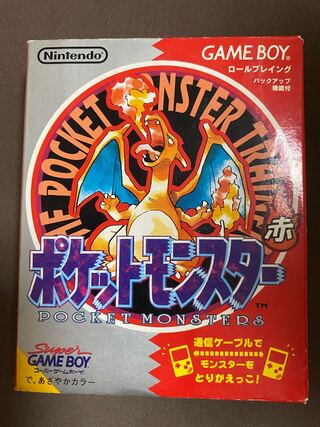 Nintendo
GAME BOY
ロールプレイング
バックアップ
機能付
THE POCKET MONSTER TRAINER
赤
ポケットモンスター
TM
POCKET MONSTERS
Super
GAME BOY
スーパーゲームボーイ
で、あざやかカラー
通信ケーブルで
モンスターを
とりかえっこ!